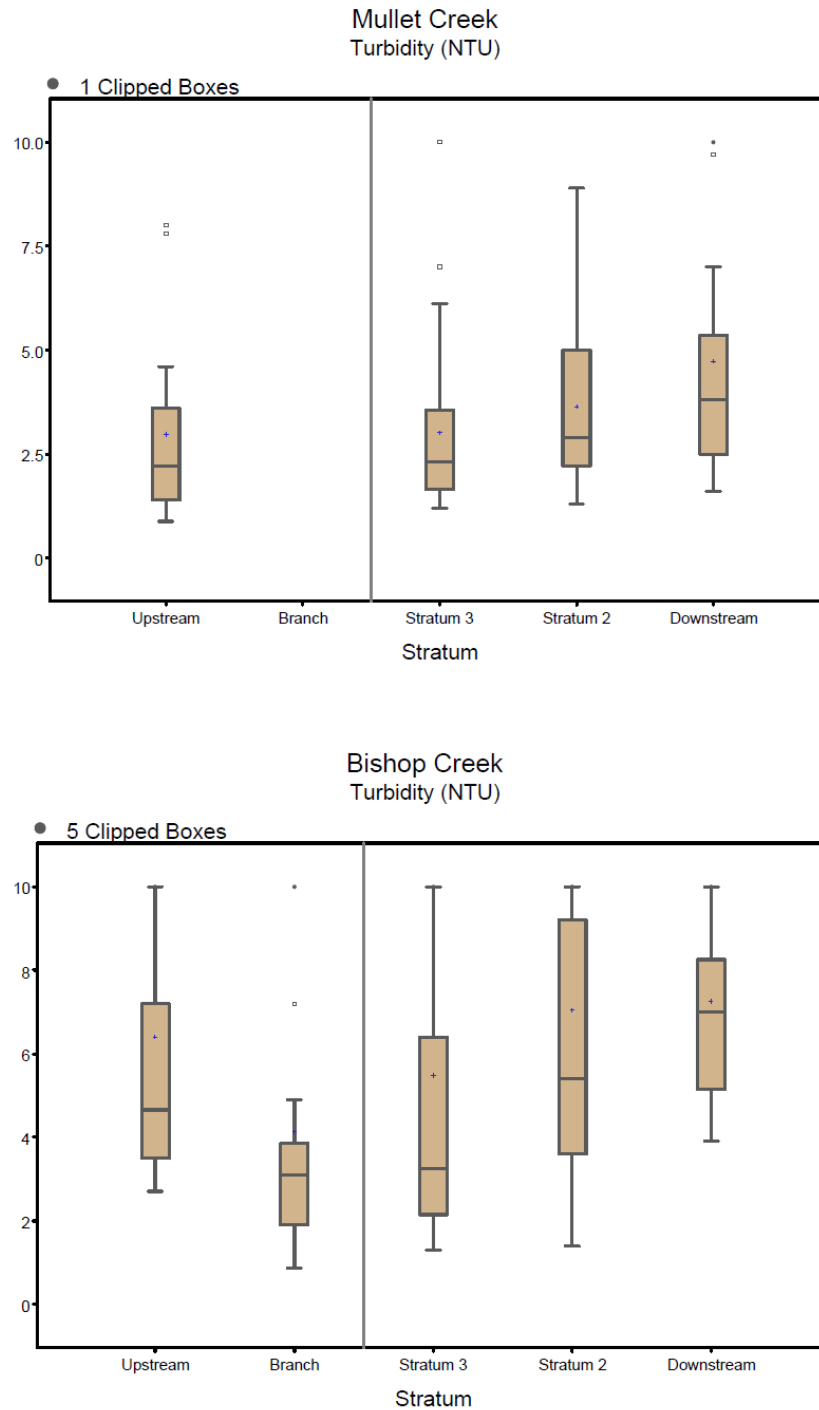 Mullet Creek
Turbidity (NTU)
1 Clipped Boxes
10.0
7.5
5.0
2.5
0
Upstream Branch Stratum 3 Stratum 2 Downstream
Stratum
Bishop Creek
Turbidity (NTU)
5 Clipped Boxes
10
8
6
4
2
0
Upstream Branch Stratum 3 Stratum 2 Downstream
Stratum